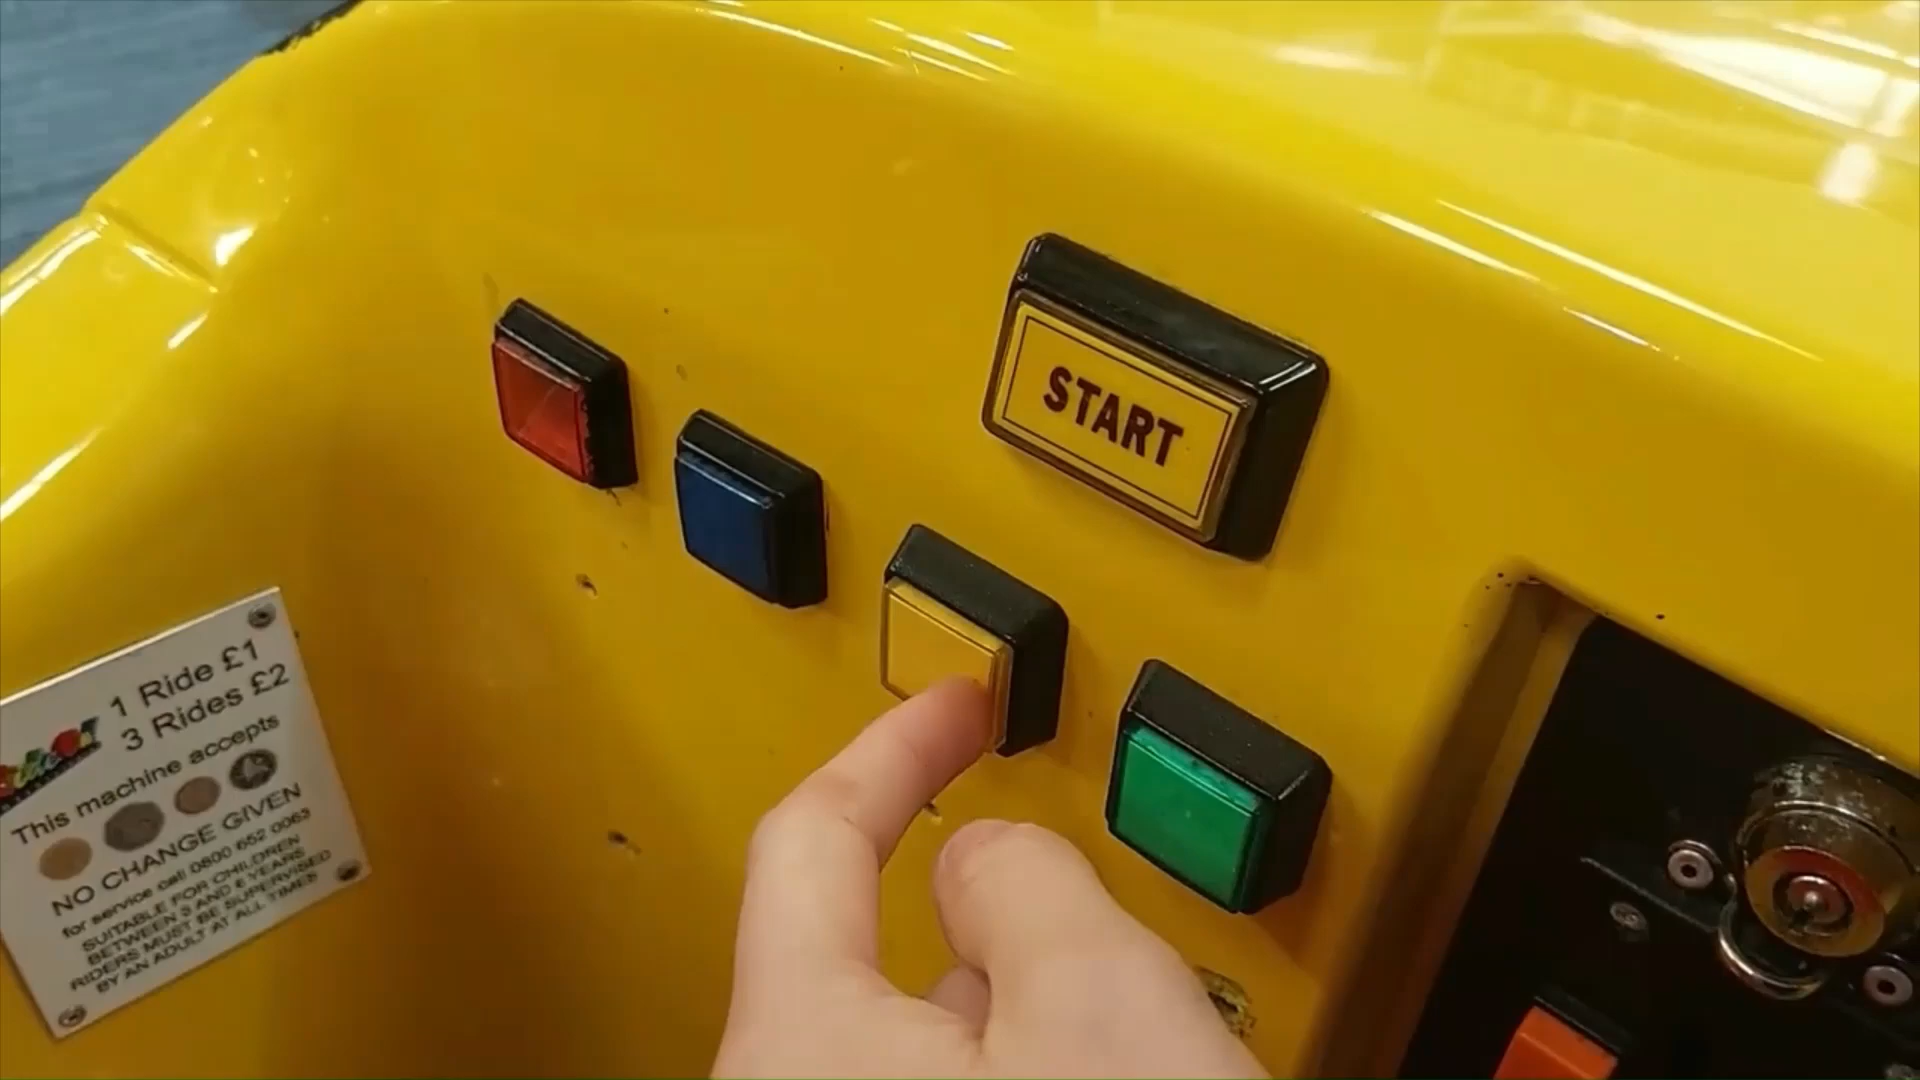 START
1 Ride £1
3 Rides £2
This machine accepts
NO CHANGE GIVEN
for service call 0800 652 0063
SUITABLE FOR CHILDREN
BETWEEN 3 AND 6 YEARS
RIDERS MUST BE SUPERVISED
BY AN ADULT AT ALL TIMES